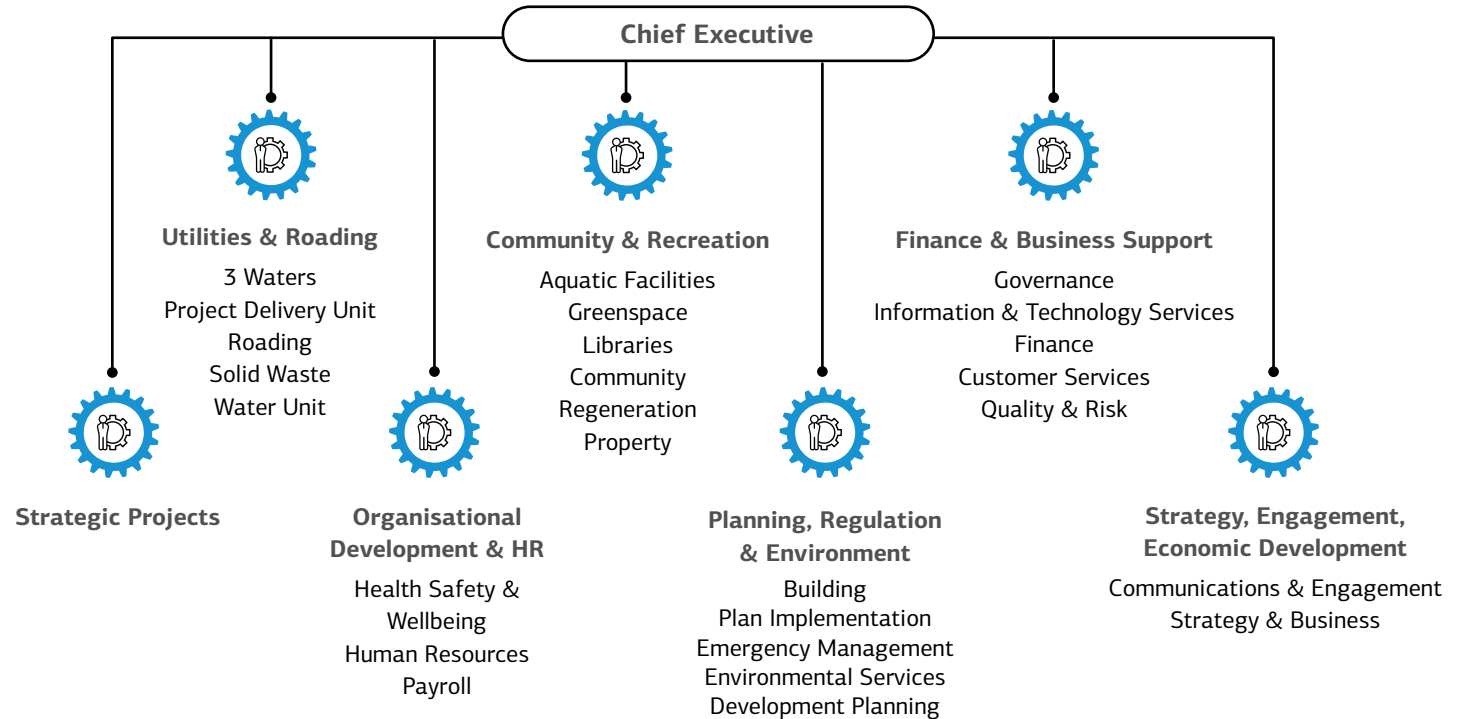 Chief Executive
Utilities & Roading
3 Waters
Project Delivery Unit
Roading
Solid Waste
Water Unit
Community & Recreation
Aquatic Facilities
Greenspace
Libraries
Community
Regeneration
Property
Finance & Business Support
Governance
Information & Technology Services
Finance
Customer Services
Quality & Risk
Strategic Projects
Organisational
Development & HR
Health Safety &
Wellbeing
Human Resources
Payroll
Planning, Regulation
& Environment
Building
Plan Implementation
Emergency Management
Environmental Services
Development Planning
Strategy, Engagement,
Economic Development
Communications & Engagement
Strategy & Business